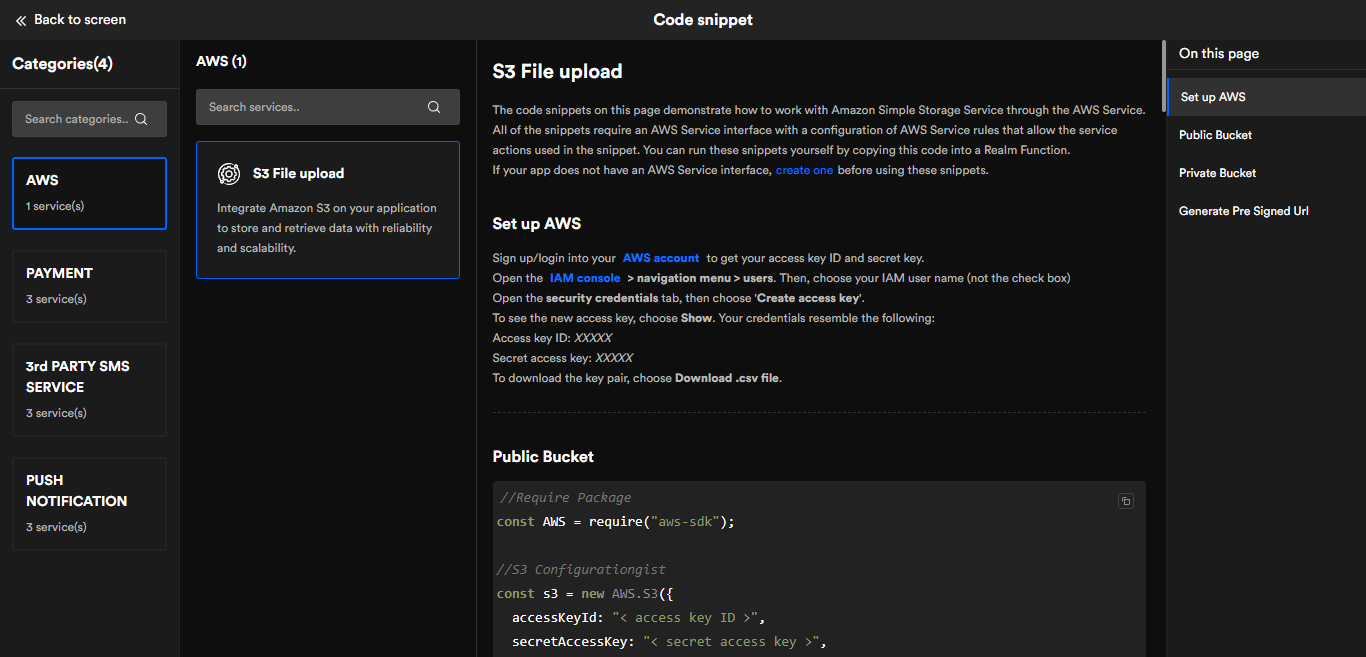 Back to screen
Code snippet
Categories(4)
Search categories..
AWS
1 service(s)
PAYMENT
3 service(s)
3rd PARTY SMS
SERVICE
3 service(s)
PUSH
NOTIFICATION
3 service(s)
AWS (1)
Search services..
S3 File upload
Integrate Amazon S3 on your application
to store and retrieve data with reliability
and scalability.
S3 File upload
The code snippets on this page demonstrate how to work with Amazon Simple Storage Service through the AWS Service.
All of the snippets require an AWS Service interface with a configuration of AWS Service rules that allow the service
actions used in the snippet. You can run these snippets yourself by copying this code into a Realm Function.
If your app does not have an AWS Service interface, create one before using these snippets.
Set up AWS
Sign up/login into your AWS account to get your access key ID and secret key.
Open the IAM console > navigation menu > users. Then, choose your IAM user name (not the check box)
Open the security credentials tab, then choose 'Create access key'.
To see the new access key, choose Show. Your credentials resemble the following:
Access key ID: XXXXX
Secret access key: XXXXX
To download the key pair, choose Download .csv file.
Public Bucket
//Require Package
const AWS = require("aws-sdk");
//S3 Configurationgist
const s3 = new AWS.S3({
accessKeyId: "< access key ID >",
secretAccessKey: "< secret access key >",
On this page
Set up AWS
Public Bucket
Private Bucket
Generate Pre Signed Url